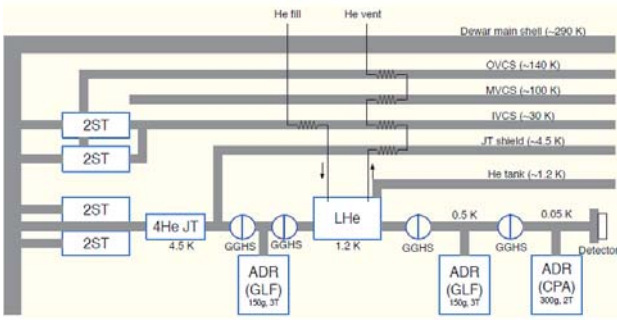 He fill
He vent
Dewar main shell (~290 K)
OVCS (~140 K)
MVCS (~100 K)
IVCS (~30 K)
JT shield (~4.5 K)
He tank (~1.2 K)
2ST
2ST
2ST
2ST
4He JT
4.5 K
GGHS
GGHS
LHe
1.2 K
GGHS
0.5 K
GGHS
0.05 K
Detector
ADR
(GLF)
150g, 3T
ADR
(GLF)
150g, 3T
ADR
(CPA)
300g, 2T